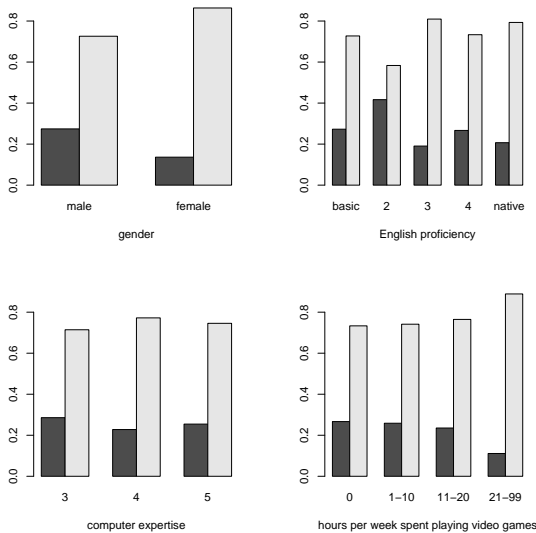 0.0 0.2 0.4 0.6 0.8
male female
gender
0.0 0.2 0.4 0.6 0.8
basic 2 3 4 native
English proficiency
0.0 0.2 0.4 0.6 0.8
3 4 5
computer expertise
0.0 0.2 0.4 0.6 0.8
0 1−10 11−20 21−99
hours per week spent playing video games